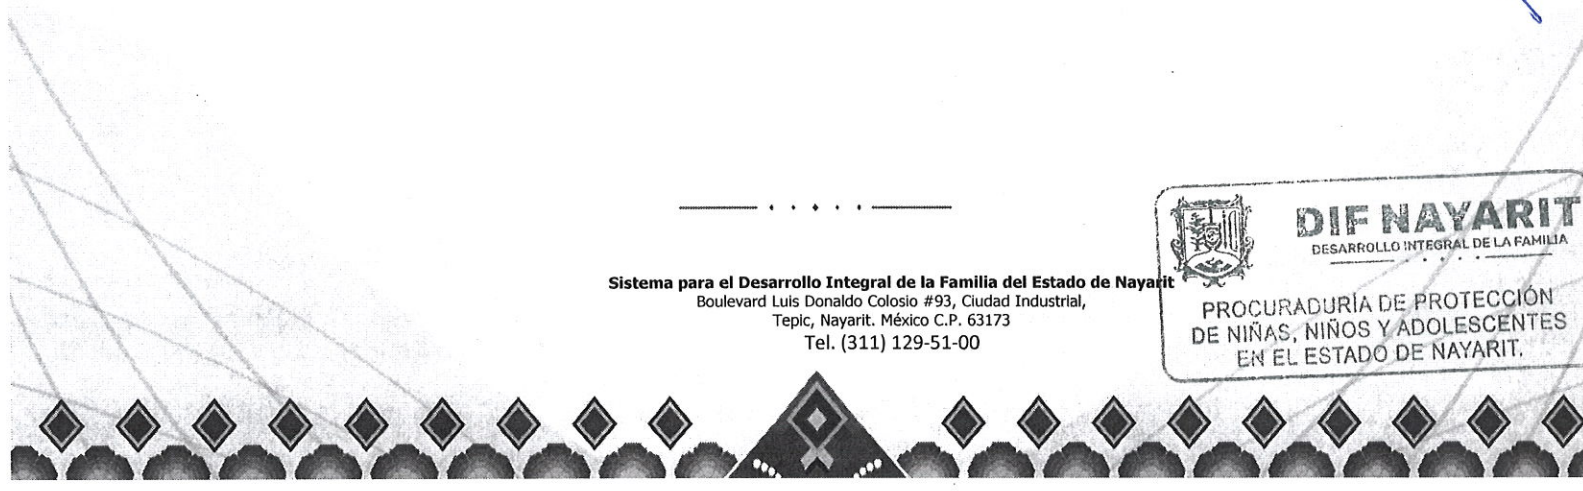 Sistema para el Desarrollo Integral de la Familia del Estado de Nayarit
Boulevard Luis Donaldo Colosio #93, Ciudad Industrial,
Tepic, Nayarit. México C.P. 63173
Tel. (311) 129-51-00
DIF NAYARIT
DESARROLLO INTEGRAL DE LA FAMILIA
PROCURADURÍA DE PROTECCIÓN
DE NIÑAS, NIÑOS Y ADOLESCENTES
EN EL ESTADO DE NAYARIT.